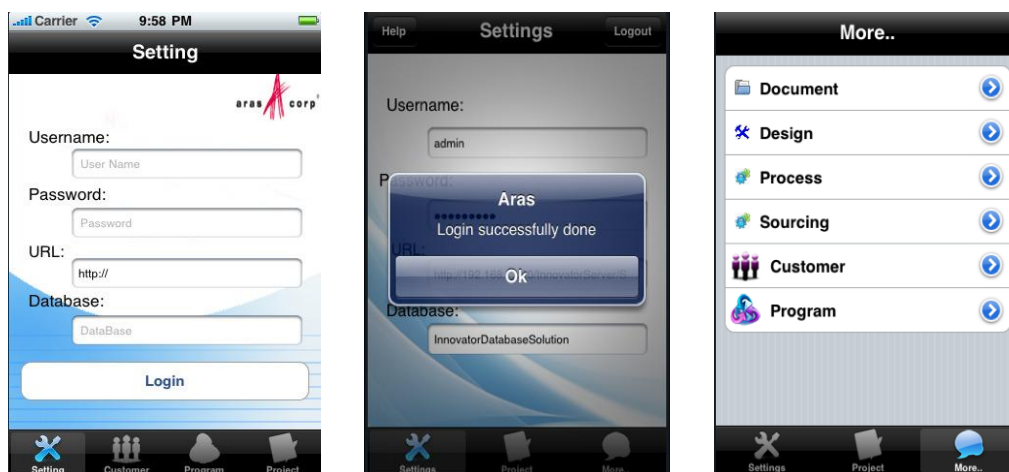 Carrier 9:58 PM
Setting
aras corp
Username:
User Name
Password:
Password
URL:
http://
Database:
DataBase
Login
Setting Customer Program Project
Help Settings Logout
Username:
admin
Password:
Aras
Login successfully done
URL:
Ok
Database:
InnovatorDatabaseSolution
Settings Project More..
More..
Document
Design
Process
Sourcing
Customer
Program
Settings Project More..